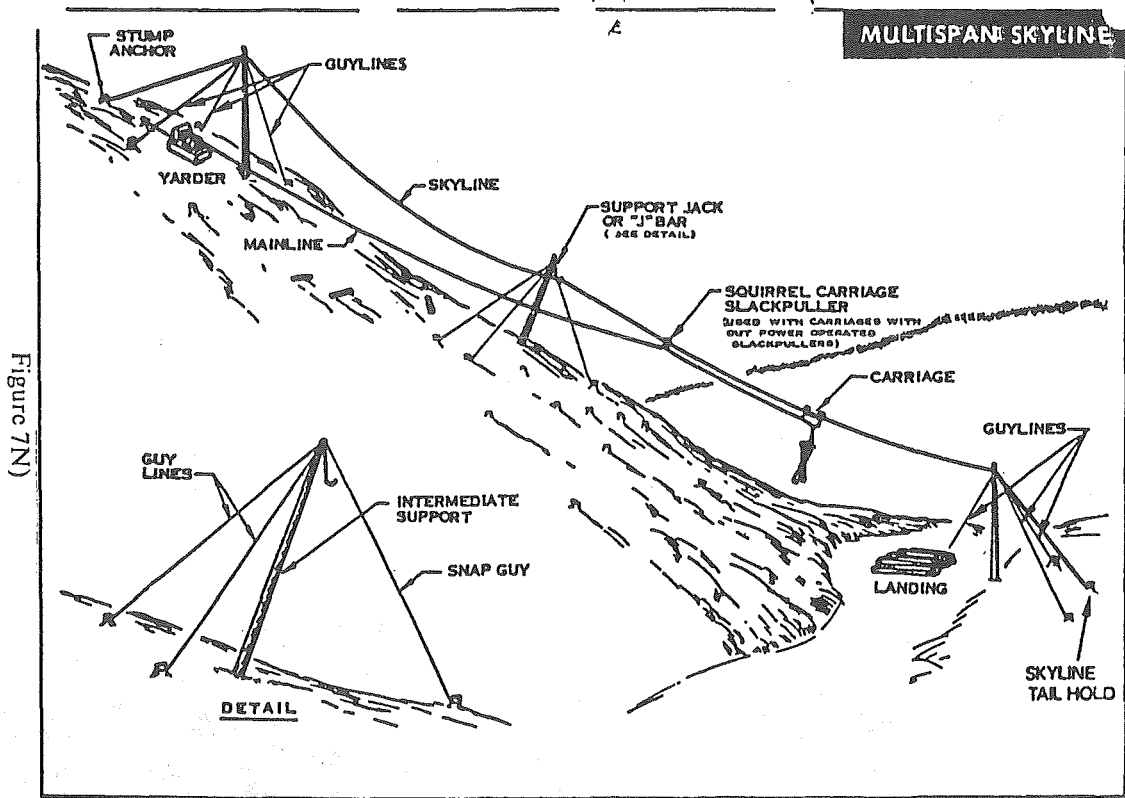 MULTISPAN SKYLINE
STUMP
ANCHOR
GUYLINES
YARDER
SKYLINE
MAINLINE
SUPPORT JACK
OR "J" BAR
(SEE DETAIL)
SQUIRREL CARRIAGE
SLACKPULLER
(USED WITH CARRIAGES WITH
OUT POWER OPERATED
SLACKPULLERS)
CARRIAGE
GUYLINES
LANDING
SKYLINE
TAIL HOLD
GUY
LINES
INTERMEDIATE
SUPPORT
SNAP GUY
DETAIL
Figure 7N)